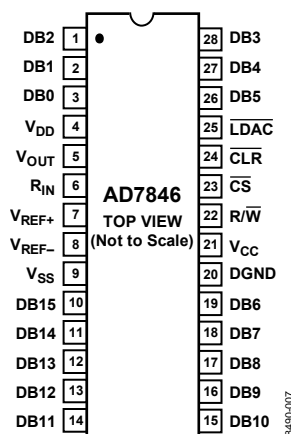 DB2 1 28 DB3
DB1 2 27 DB4
DB0 3 26 DB5
VDD 4 25 LDAC
VOUT 5 24 CLR
RIN 6 23 CS
AD7846
VREF+ 7 22 R/W
TOP VIEW
VREF– 8 21 VCC
(Not to Scale)
VSS 9 20 DGND
DB15 10 19 DB6
DB14 11 18 DB7
DB13 12 17 DB8
DB12 13 16 DB9
DB11 14 15 DB10
8490-007